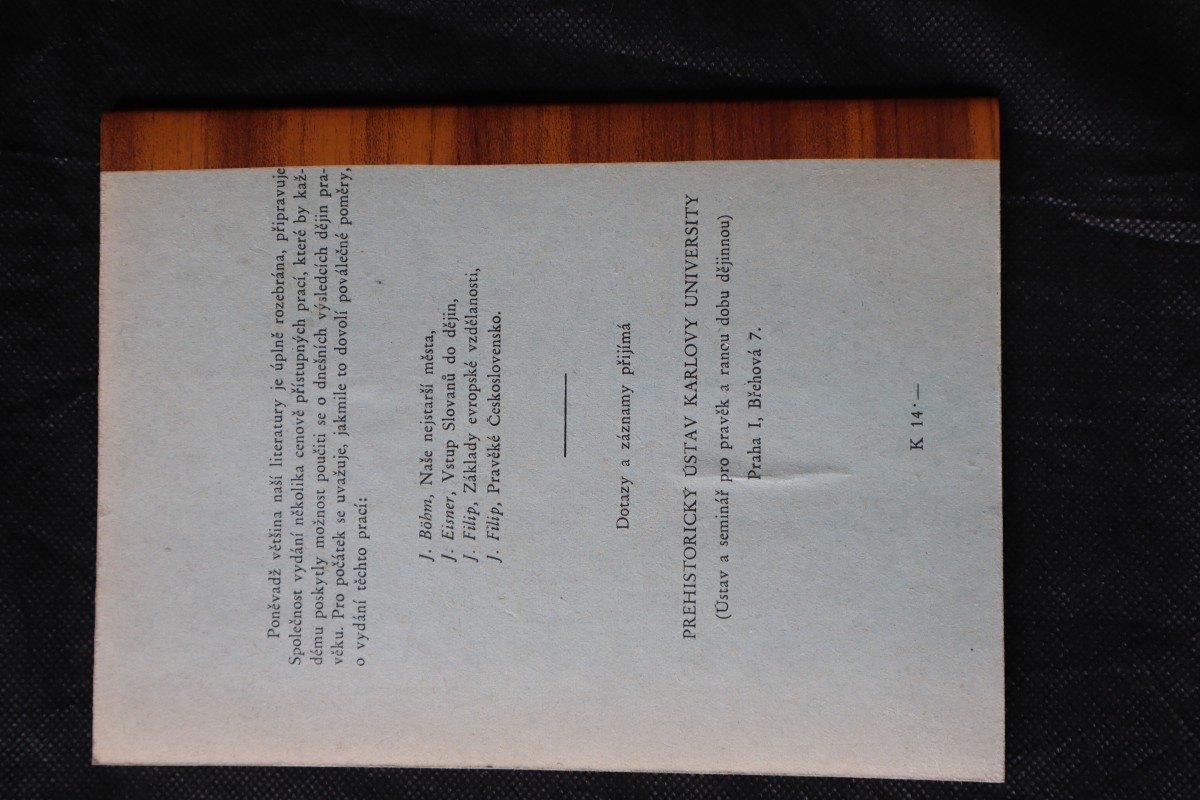 Poněvadž většina naší literatury je úplně rozebrána, připravuje
Společnost vydání několika cenově přístupných prací, které by kaž-
dému poskytly možnost poučiti se o dnešních výsledcích dějin pra-
věku. Pro počátek se uvažuje, jakmile to dovolí poválečné poměry,
o vydání těchto prací:
J. Böhm, Naše nejstarší města,
J. Eisner, Vstup Slovanů do dějin,
J. Filip, Základy evropské vzdělanosti,
J. Filip, Pravěké Československo.
Dotazy a záznamy přijímá
PREHISTORICKÝ ÚSTAV KARLOVY UNIVERSITY
(Ústav a seminář pro pravěk a rancu dobu dějinnou)
Praha I, Břehová 7.
K 14·—